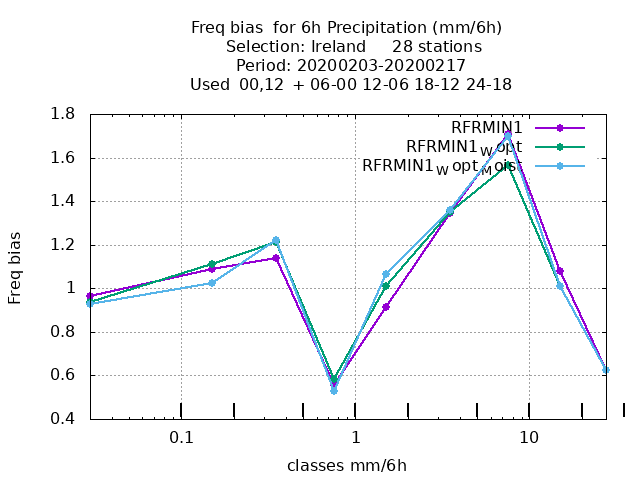 Freq bias  for 6h Precipitation (mm/6h)
Selection: Ireland     28 stations
Period: 20200203-20200217
Used  00,12  + 06-00 12-06 18-12 24-18
RFRMIN1
RFRMIN1Wopt
RFRMIN1WoptMoist
1.8
1.6
1.4
1.2
1
0.8
0.6
0.4
Freq bias
0.1 1 10
classes mm/6h